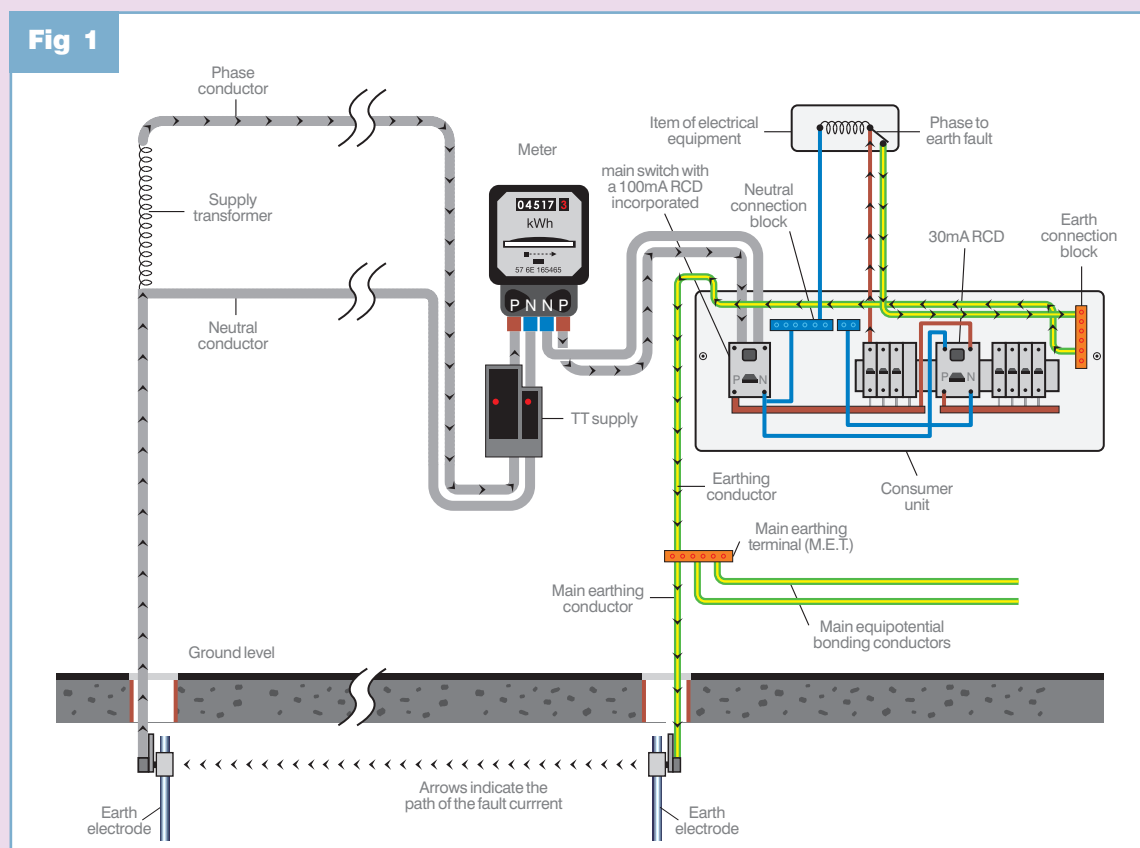 Fig 1
Phase
conductor
Supply
transformer
Neutral
conductor
Meter
04517 3
kWh
57 6E 165465
P N N P
TT supply
main switch with
a 100mA RCD
incorporated
Neutral
connection
block
Item of electrical
equipment
Phase to
earth fault
30mA RCD
Earth
connection
block
P N
P N
Consumer
unit
Earthing
conductor
Main earthing
terminal (M.E.T.)
Main earthing
conductor
Main equipotential
bonding conductors
Ground level
Arrows indicate the
path of the fault currrent
Earth
electrode
Earth
electrode